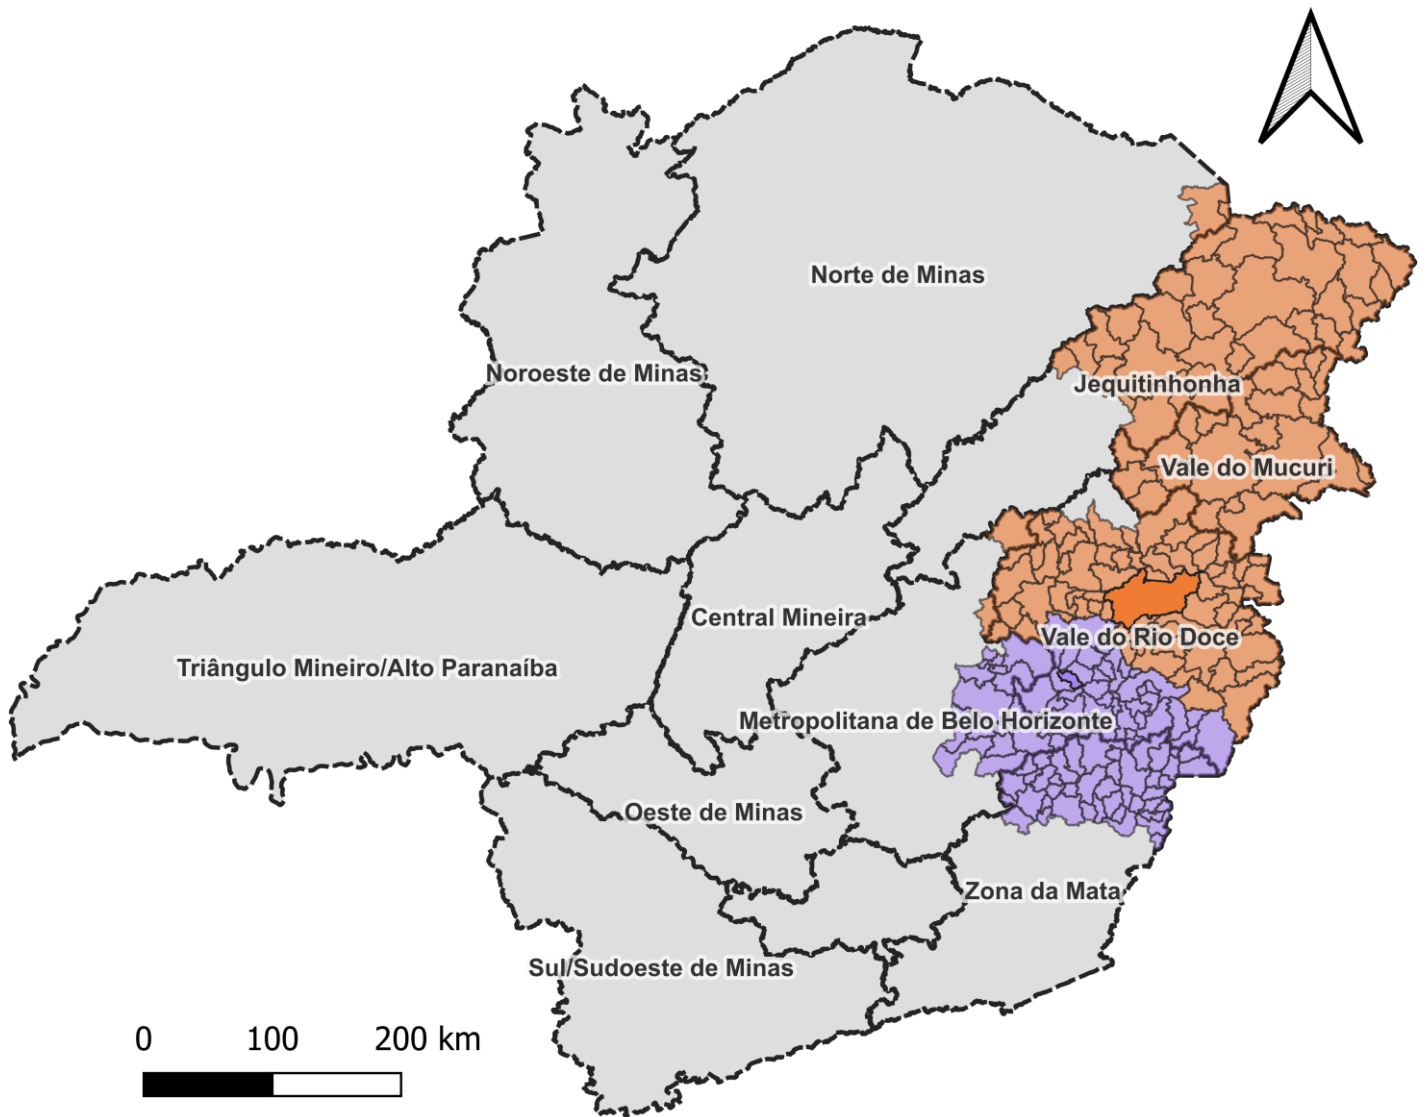 Norte de Minas
Noroeste de Minas
Jequitinhonha
Vale do Mucuri
Central Mineira
Vale do Rio Doce
Triângulo Mineiro/Alto Paranaíba
Metropolitana de Belo Horizonte
Oeste de Minas
Zona da Mata
Sul/Sudoeste de Minas
0 100 200 km